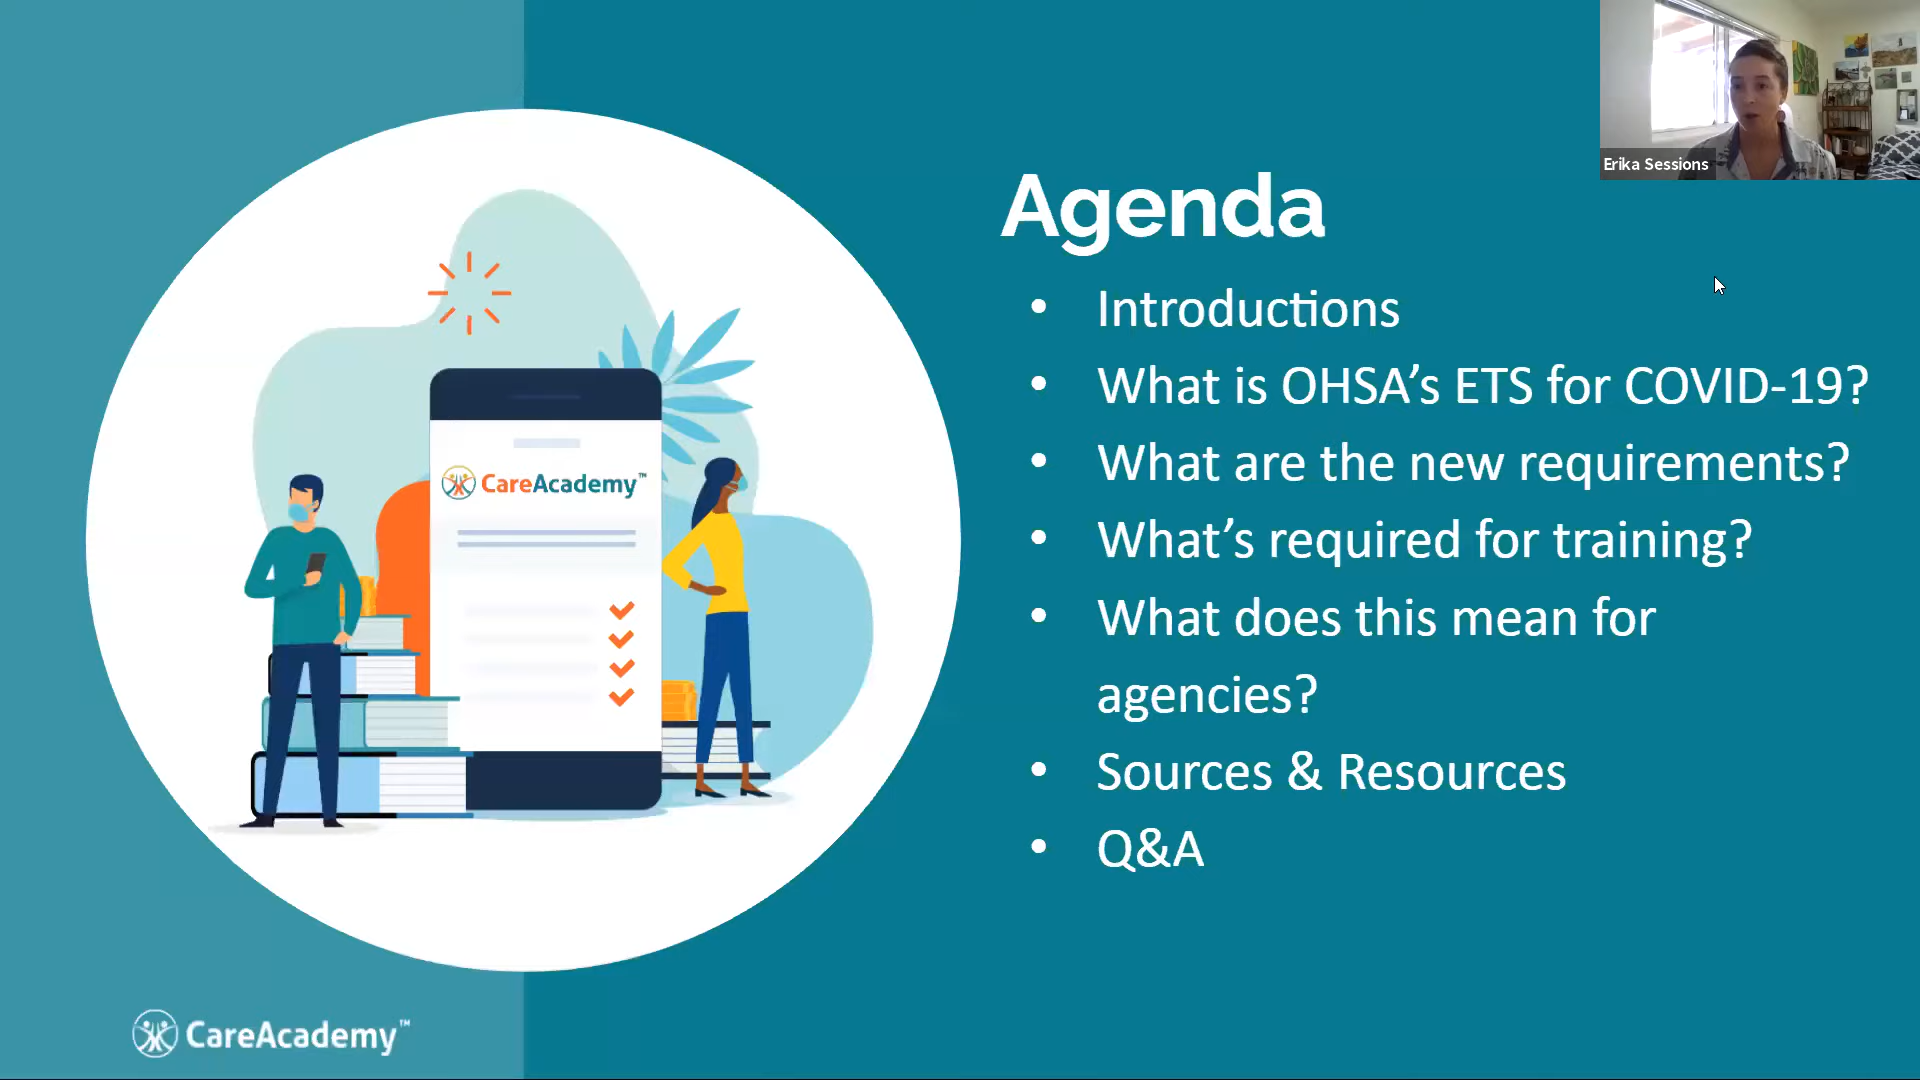 Erika Sessions
Agenda
• Introductions
• What is OHSA’s ETS for COVID-19?
• What are the new requirements?
• What’s required for training?
• What does this mean for
agencies?
• Sources & Resources
• Q&A
CareAcademy™
CareAcademy™